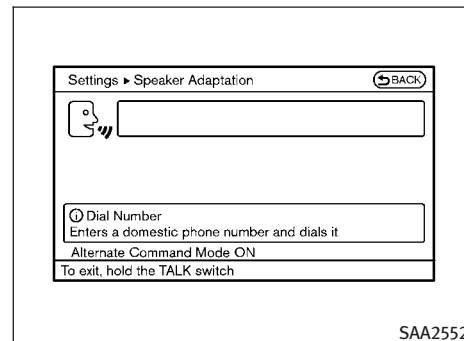 Settings ▸ Speaker Adaptation
BACK
Dial Number
Enters a domestic phone number and dials it
Alternate Command Mode ON
To exit, hold the TALK switch
SAA2552